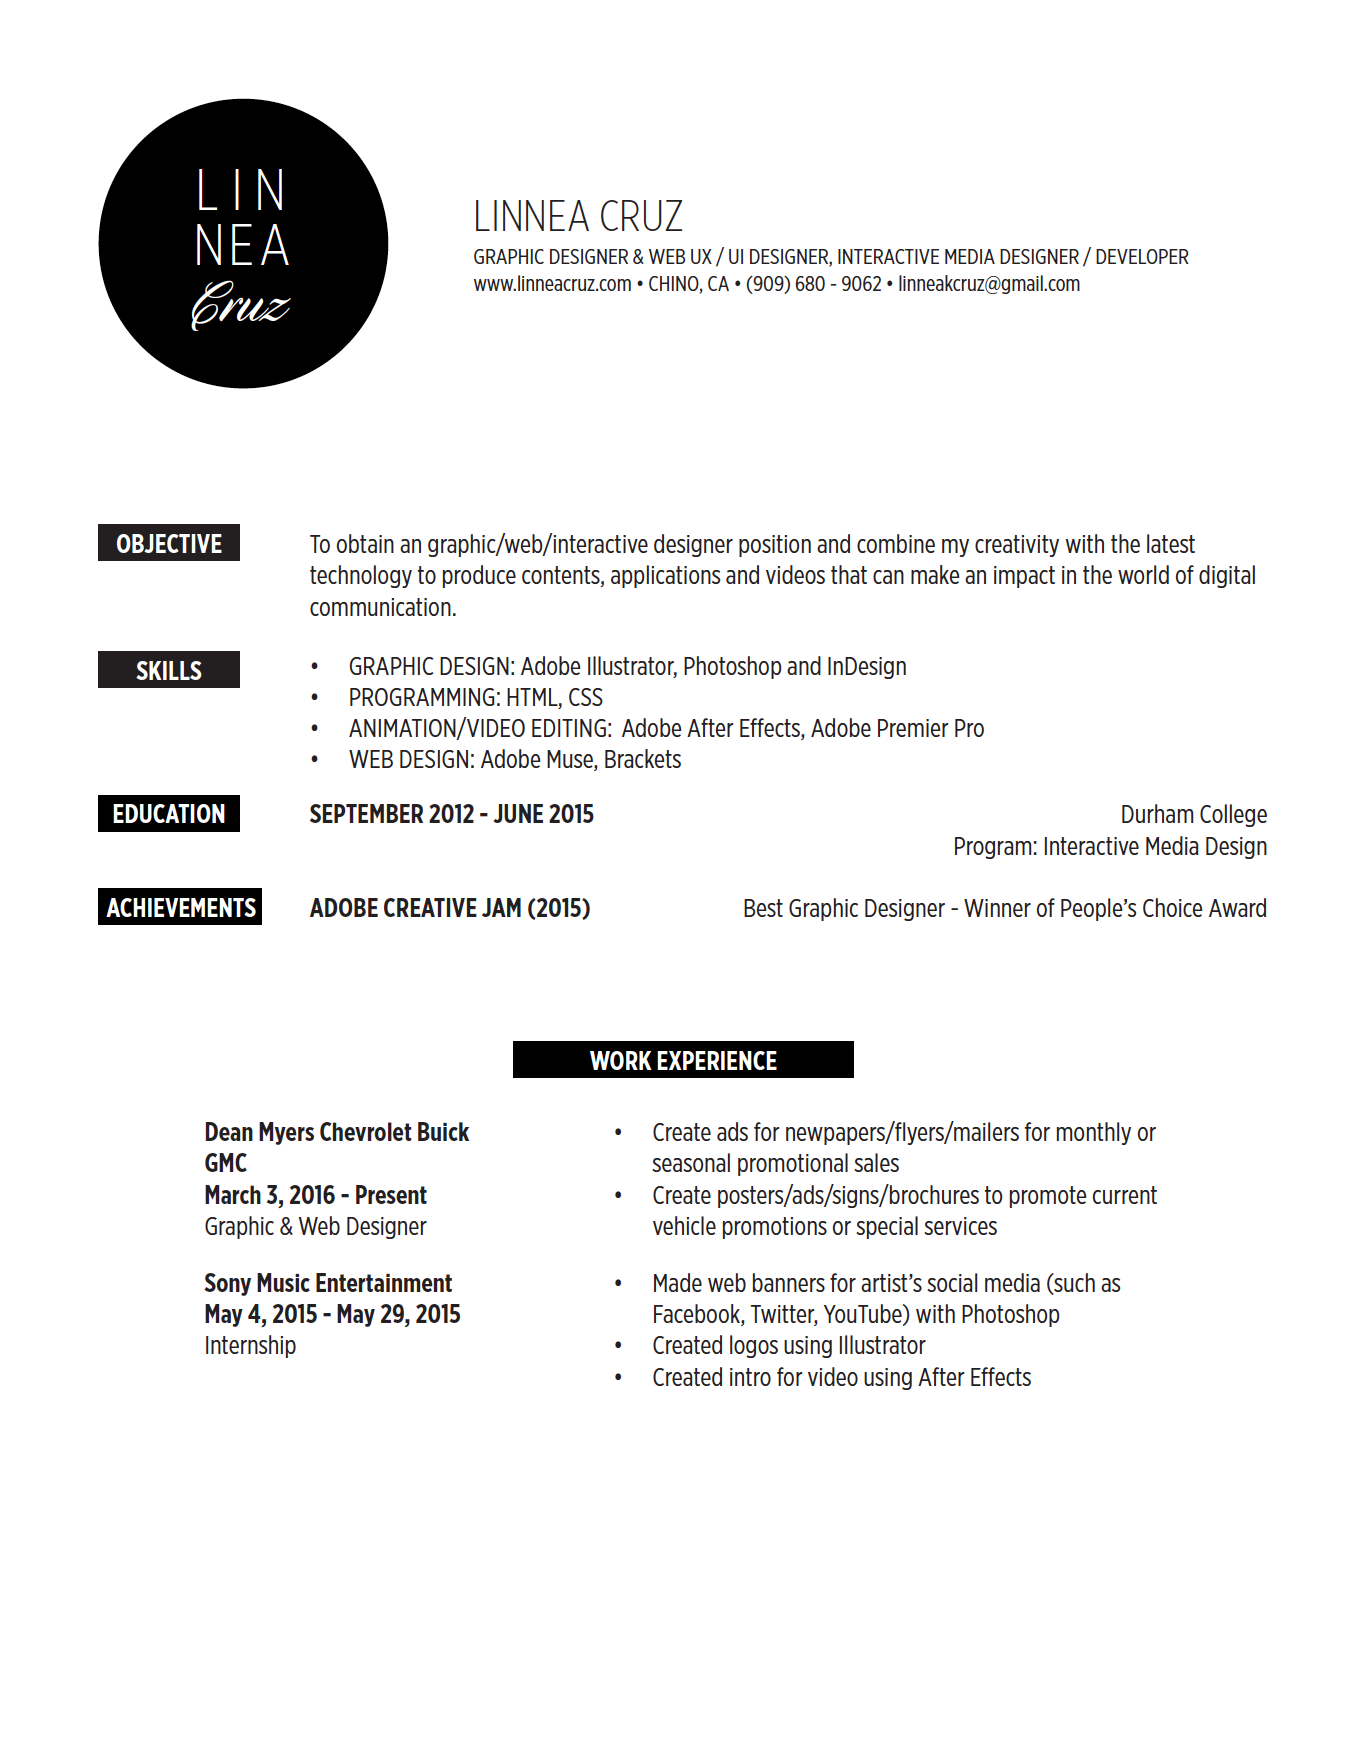 LIN
NEA
Cruz
LINNEA CRUZ
GRAPHIC DESIGNER & WEB UX / UI DESIGNER, INTERACTIVE MEDIA DESIGNER / DEVELOPER
www.linneacruz.com • CHINO, CA • (909) 680 - 9062 • linneakcruz@gmail.com
OBJECTIVE
To obtain an graphic/web/interactive designer position and combine my creativity with the latest
technology to produce contents, applications and videos that can make an impact in the world of digital
communication.
SKILLS
• GRAPHIC DESIGN: Adobe Illustrator, Photoshop and InDesign
• PROGRAMMING: HTML, CSS
• ANIMATION/VIDEO EDITING:  Adobe After Effects, Adobe Premier Pro
• WEB DESIGN: Adobe Muse, Brackets
EDUCATION
SEPTEMBER 2012 - JUNE 2015
Durham College
Program: Interactive Media Design
ACHIEVEMENTS
ADOBE CREATIVE JAM (2015)
Best Graphic Designer - Winner of People’s Choice Award
WORK EXPERIENCE
Dean Myers Chevrolet Buick
GMC
March 3, 2016 - Present
Graphic & Web Designer
• Create ads for newpapers/flyers/mailers for monthly or
seasonal promotional sales
• Create posters/ads/signs/brochures to promote current
vehicle promotions or special services
Sony Music Entertainment
May 4, 2015 - May 29, 2015
Internship
• Made web banners for artist’s social media (such as
Facebook, Twitter, YouTube) with Photoshop
• Created logos using Illustrator
• Created intro for video using After Effects